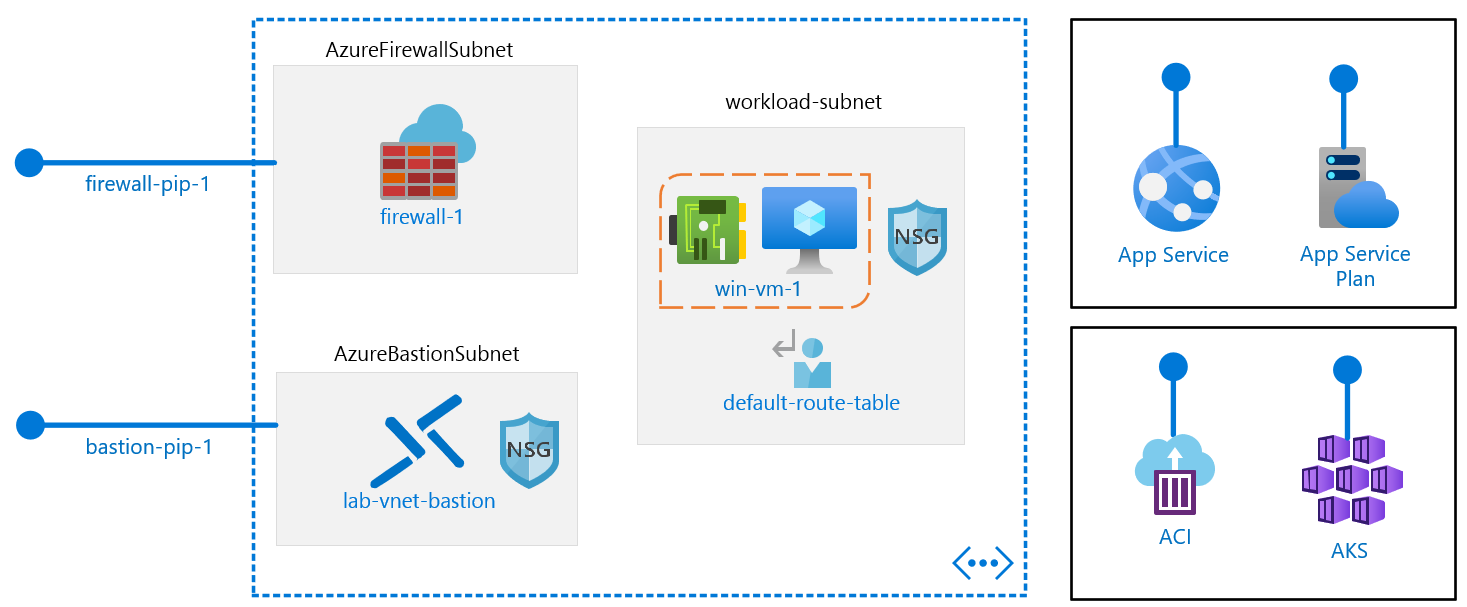 AzureFirewallSubnet
firewall-pip-1
firewall-1
AzureBastionSubnet
bastion-pip-1
NSG
lab-vnet-bastion
workload-subnet
NSG
win-vm-1
default-route-table
App Service
App Service
Plan
ACI
AKS